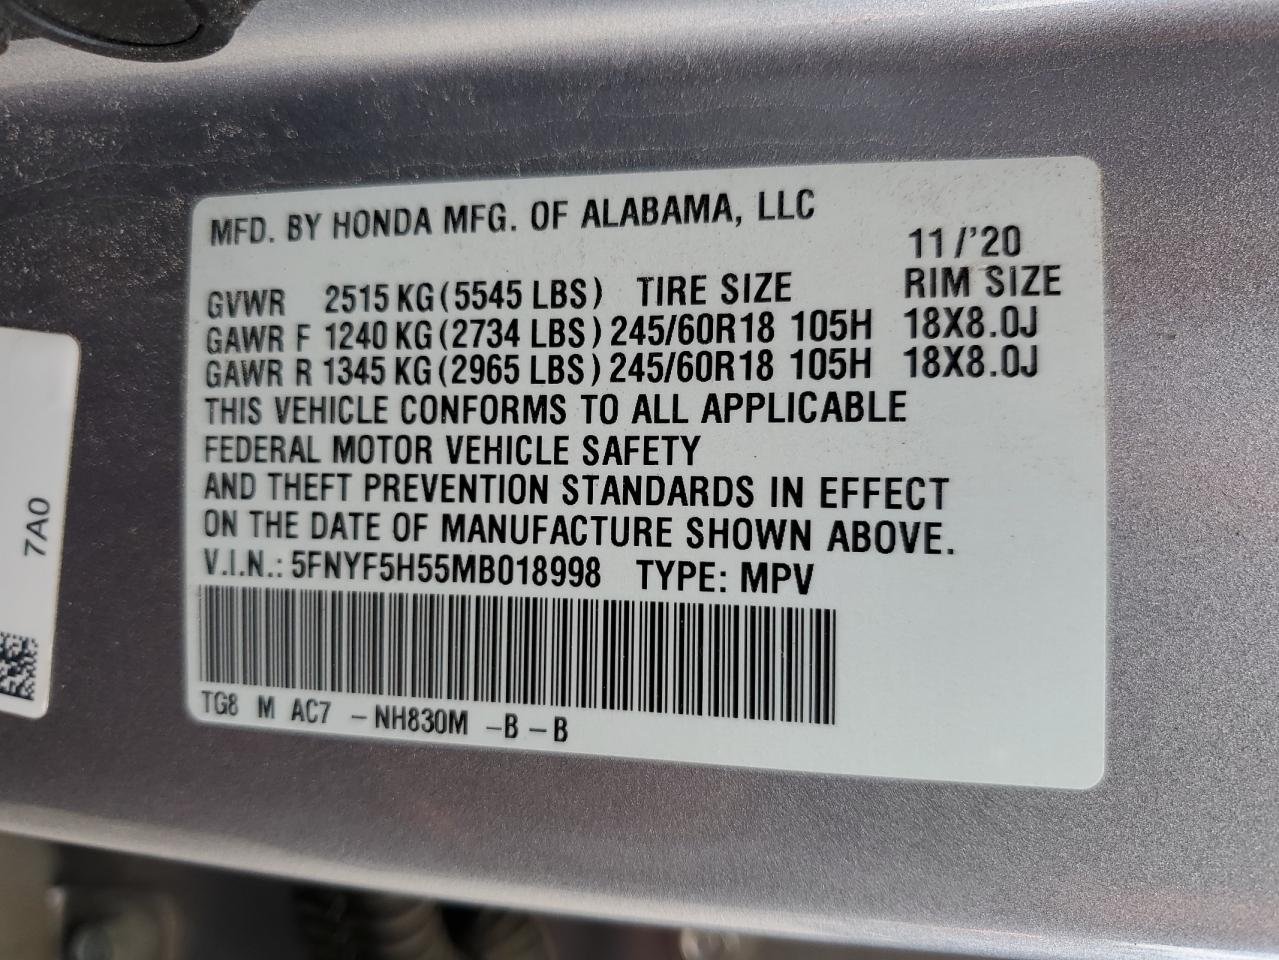 MFD. BY HONDA MFG. OF ALABAMA, LLC
11/'20
GVWR 2515 KG (5545 LBS) TIRE SIZE RIM SIZE
GAWR F 1240 KG (2734 LBS) 245/60R18 105H 18X8.0J
GAWR R 1345 KG (2965 LBS) 245/60R18 105H 18X8.0J
THIS VEHICLE CONFORMS TO ALL APPLICABLE
FEDERAL MOTOR VEHICLE SAFETY
AND THEFT PREVENTION STANDARDS IN EFFECT
ON THE DATE OF MANUFACTURE SHOWN ABOVE.
V.I.N.: 5FNYF5H55MB018998 TYPE: MPV
TG8 M AC7 -NH830M -B -B
7A0